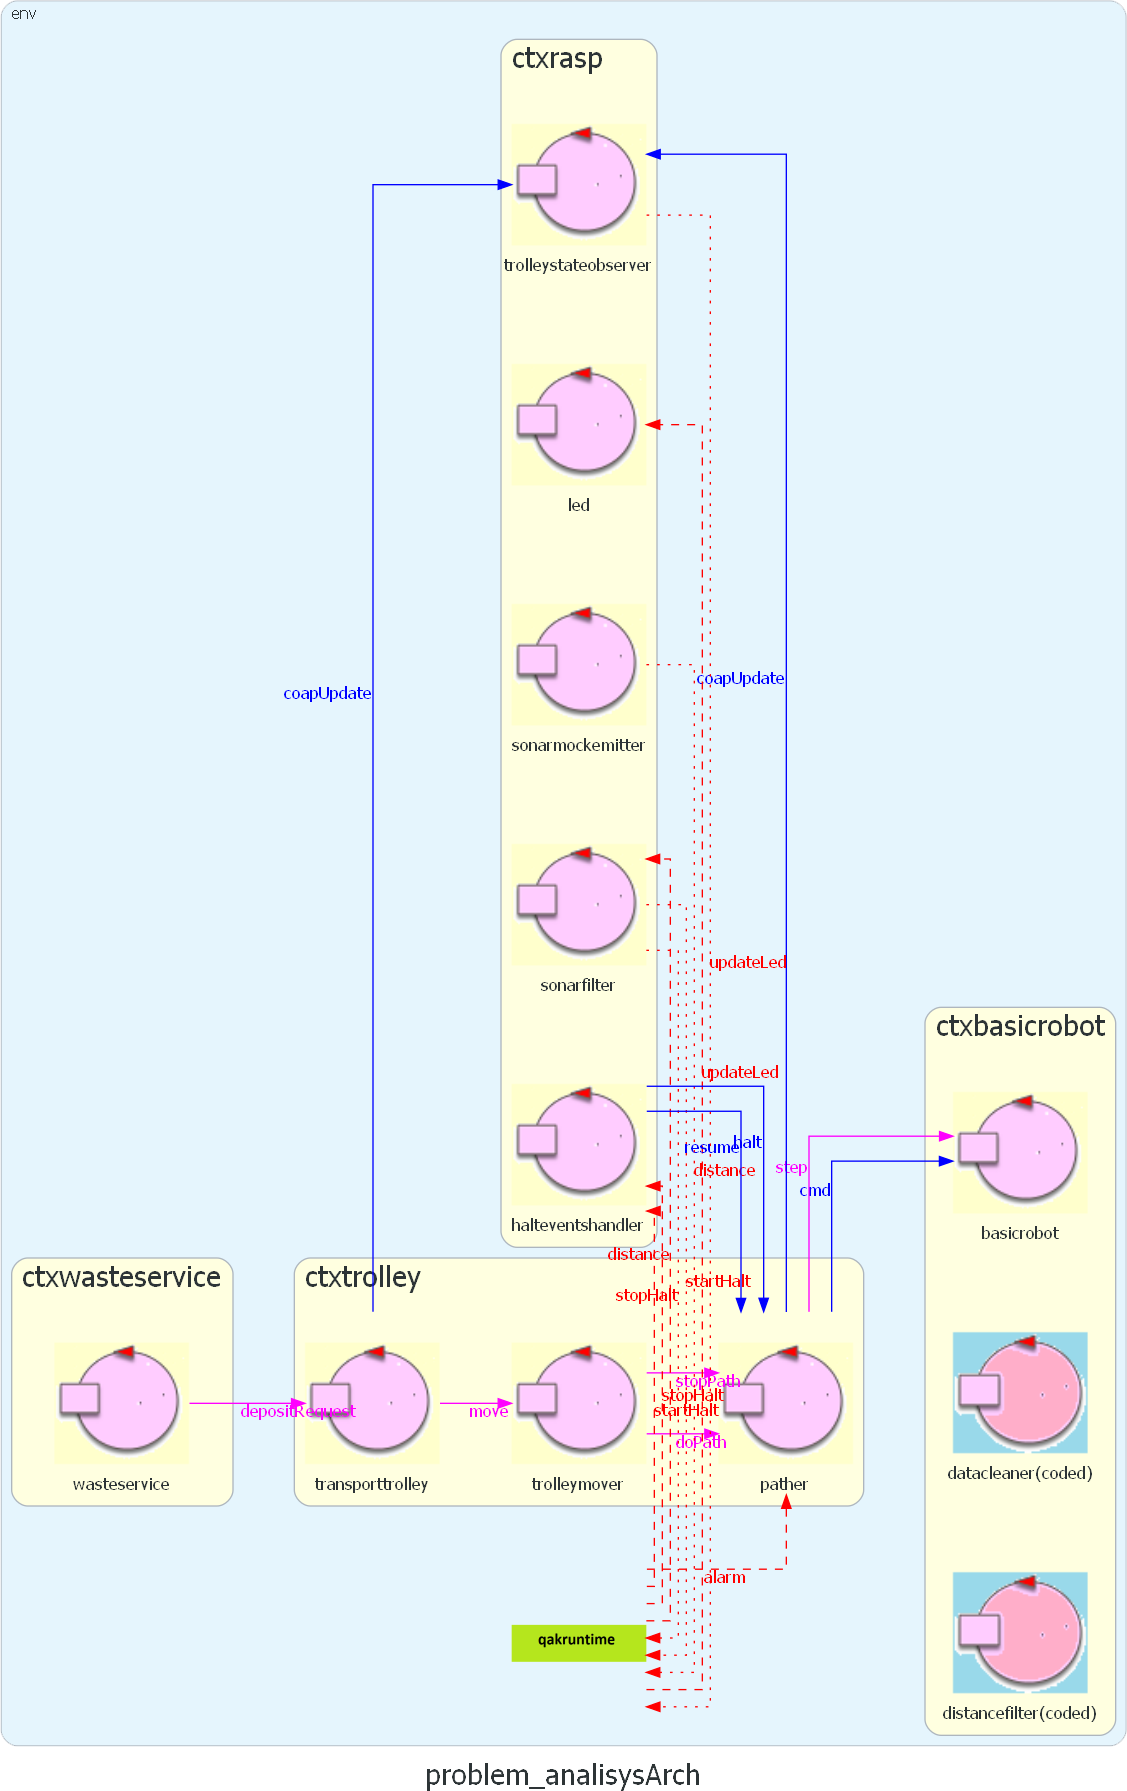 env
ctxrasp
trolleystateobserver
led
coapUpdate
coapUpdate
sonarmockemitter
updateLed
sonarfilter
ctxbasicrobot
updateLed
halt
resume
distance
step
cmd
halteventshandler
basicrobot
distance
ctxwasteservice
ctxtrolley
startHalt
stopHalt
stopPath
stopHalt
depositRequest
move
startHalt
doPath
datacleaner(coded)
wasteservice
transporttrolley
trolleymover
pather
alarm
qakruntime
distancefilter(coded)
problem_analisysArch